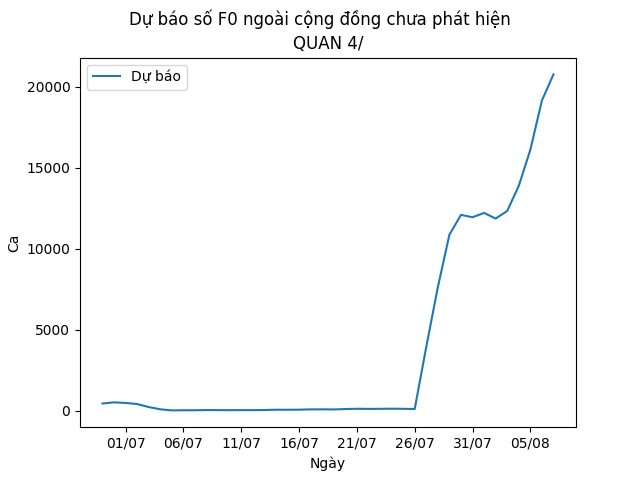 Dự báo số F0 ngoài cộng đồng chưa phát hiện
QUAN 4/
Dự báo
20000
15000
10000
5000
0
Ca
01/07 06/07 11/07 16/07 21/07 26/07 31/07 05/08
Ngày